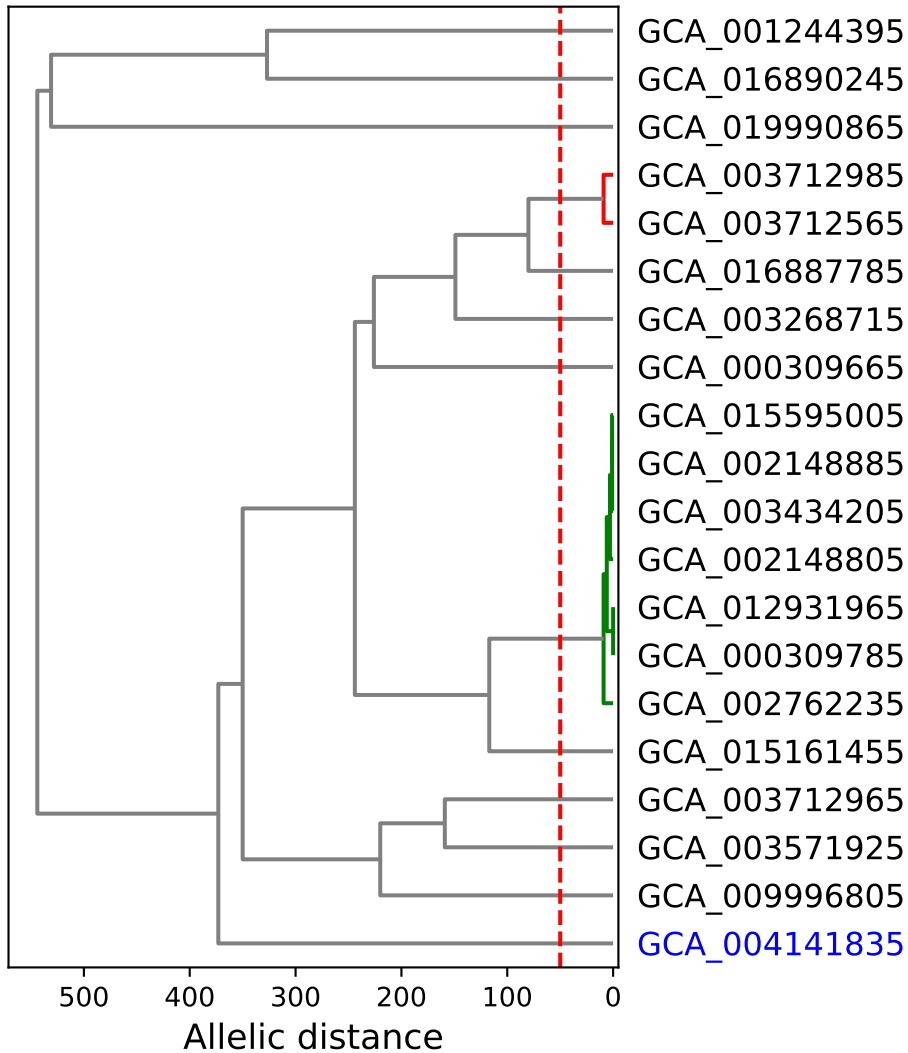 GCA_001244395
GCA_016890245
GCA_019990865
GCA_003712985
GCA_003712565
GCA_016887785
GCA_003268715
GCA_000309665
GCA_015595005
GCA_002148885
GCA_003434205
GCA_002148805
GCA_012931965
GCA_000309785
GCA_002762235
GCA_015161455
GCA_003712965
GCA_003571925
GCA_009996805
GCA_004141835
500 400 300 200 100 0
Allelic distance